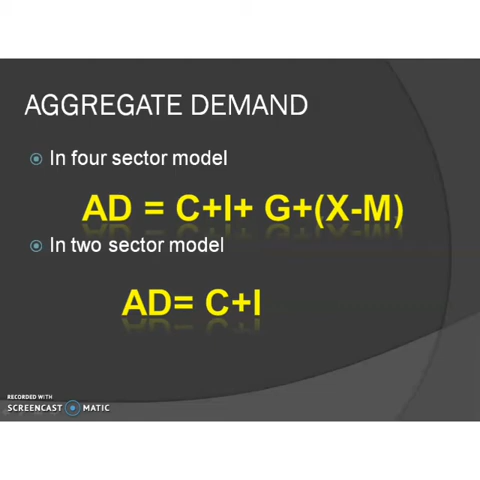 AGGREGATE DEMAND
In four sector model
AD = C+I+ G+(X-M)
In two sector model
AD= C+I
RECORDED WITH
SCREENCAST MATIC